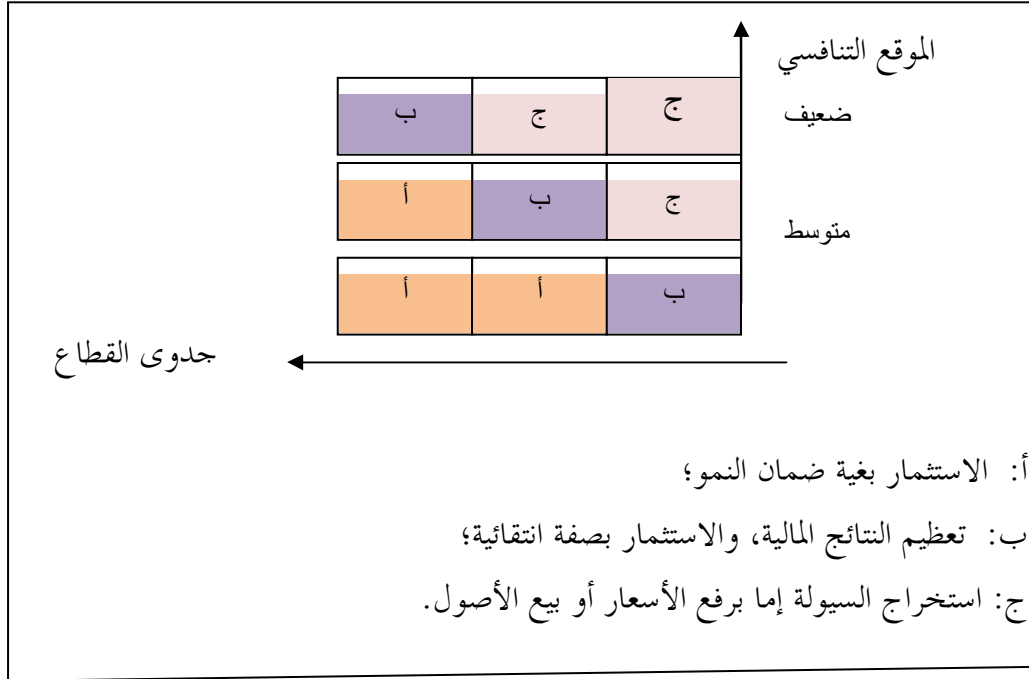 الموقع التنافسي
ضعيف
ج ج ب
متوسط
ج ب أ
ب أ أ
جدوى القطاع
أ: الاستثمار بغية ضمان النمو؛
ب: تعظيم النتائج المالية، والاستثمار بصفة انتقائية؛
ج: استخراج السيولة إما برفع الأسعار أو بيع الأصول.